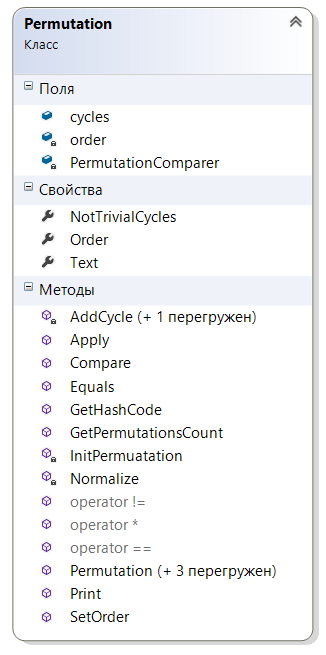 Permutation
Класс
Поля
cycles
order
PermutationComparer
Свойства
NotTrivialCycles
Order
Text
Методы
AddCycle (+ 1 перегружен)
Apply
Compare
Equals
GetHashCode
GetPermutationsCount
InitPermuatation
Normalize
operator !=
operator *
operator ==
Permutation (+ 3 перегружен)
Print
SetOrder